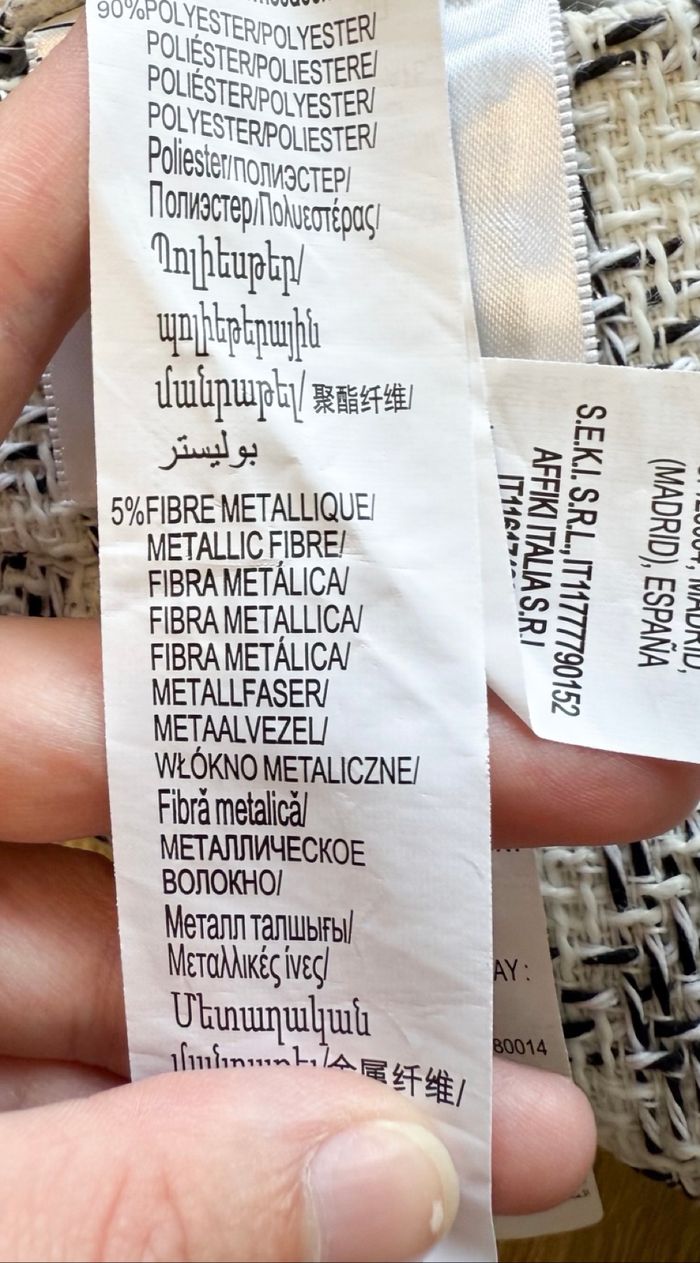 90%POLYESTER/POLYESTER/
POLIÉSTER/POLIESTERE/
POLIÉSTER/POLYESTER/
POLYESTER/POLIESTER/
Poliester/ПОЛИЭСТЕР/
Полиэстер/Πολυεστέρας/
Պոլիեսթեր/
պոլիեթերային
մանրաթել/聚酯纤维/
بوليستر
5%FIBRE METALLIQUE/
METALLIC FIBRE/
FIBRA METÁLICA/
FIBRA METALLICA/
FIBRA METÁLICA/
METALLFASER/
METAALVEZEL/
WŁÓKNO METALICZNE/
Fibră metalică/
МЕТАЛЛИЧЕСКОЕ
ВОЛОКНО/
Металл талшығы/
Μεταλλικές ίνες/
Մետաղական
金属纤维/
(MADRID), ESPAÑA
S.E.K.I. S.R.L., IT11777790152
AFFIKI ITALIA S.R.l
AY :
80014